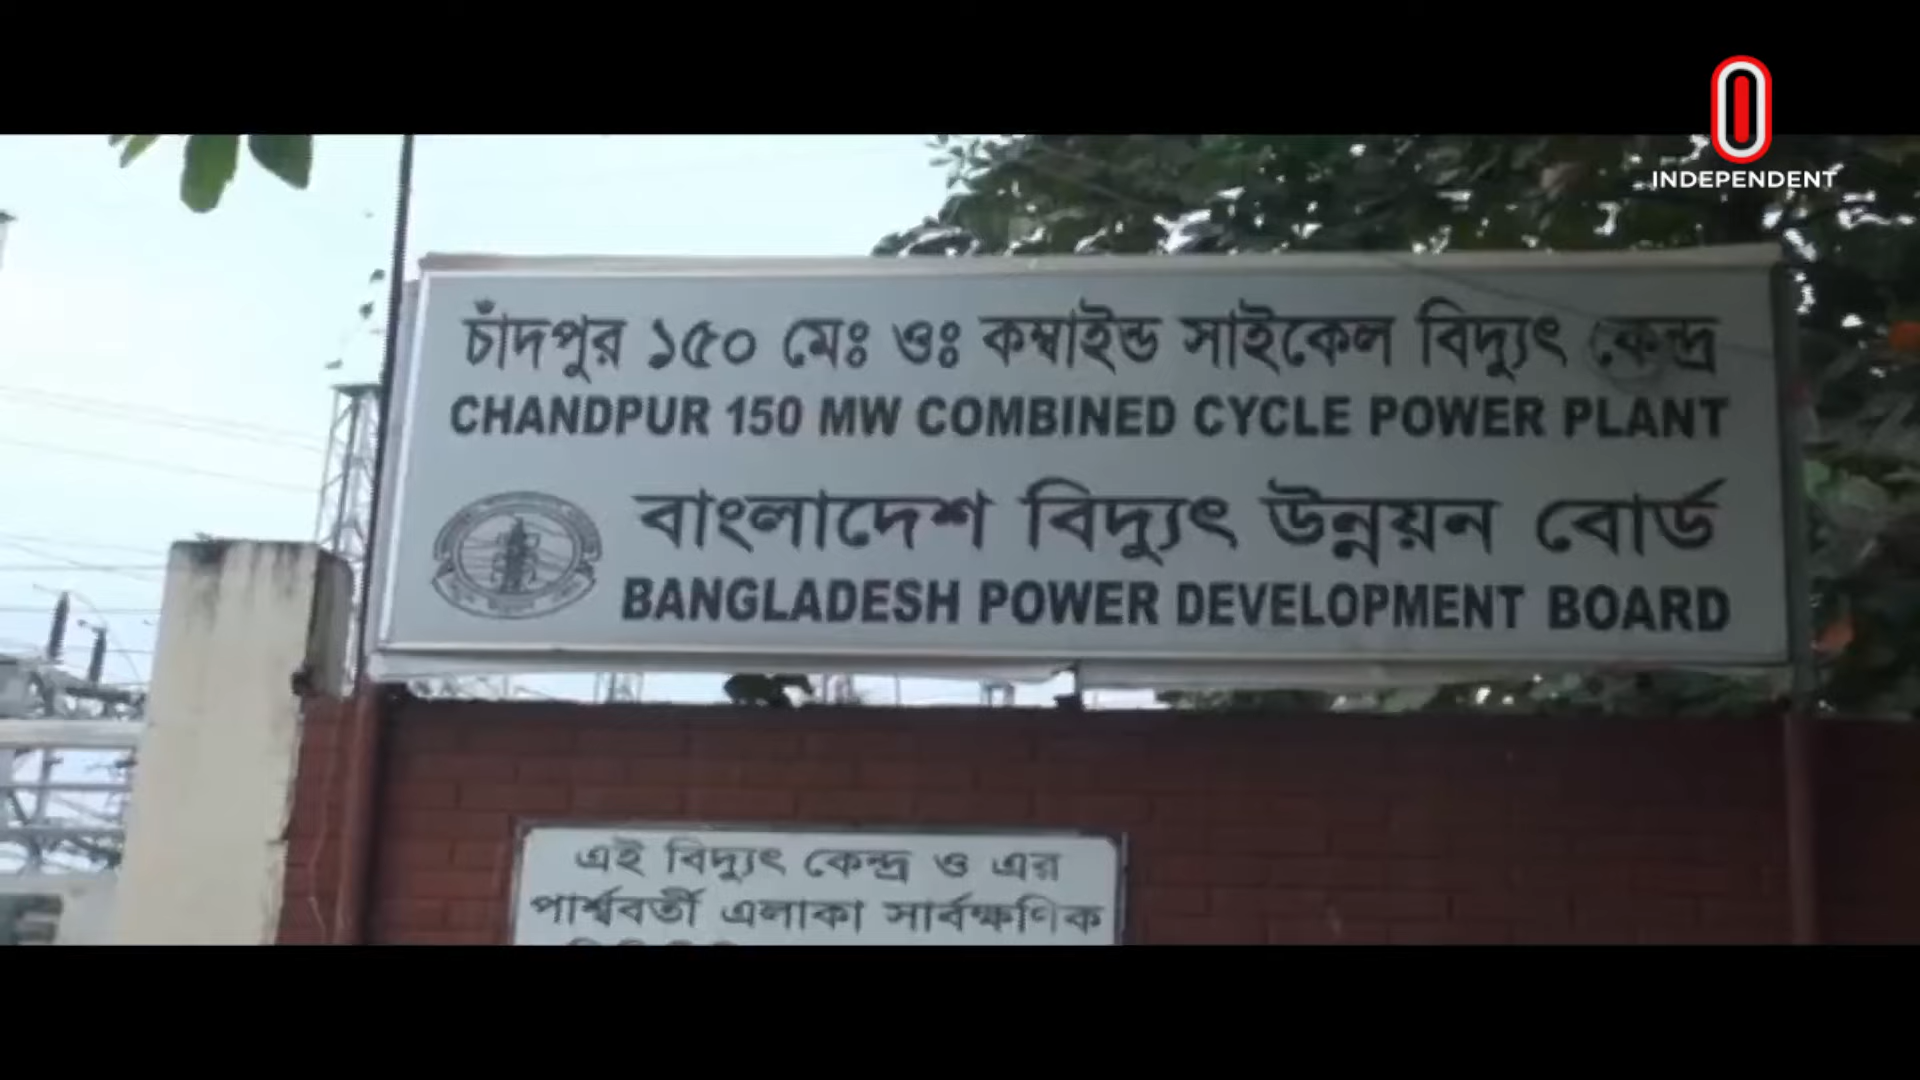 INDEPENDENT
চাঁদপুর ১৫০ মেঃ ওঃ কম্বাইন্ড সাইকেল বিদ্যুৎ কেন্দ্র
CHANDPUR 150 MW COMBINED CYCLE POWER PLANT
বাংলাদেশ বিদ্যুৎ উন্নয়ন বোর্ড
BANGLADESH POWER DEVELOPMENT BOARD
এই বিদ্যুৎ কেন্দ্র ও এর
পার্শ্ববর্তী এলাকা সার্বক্ষণিক